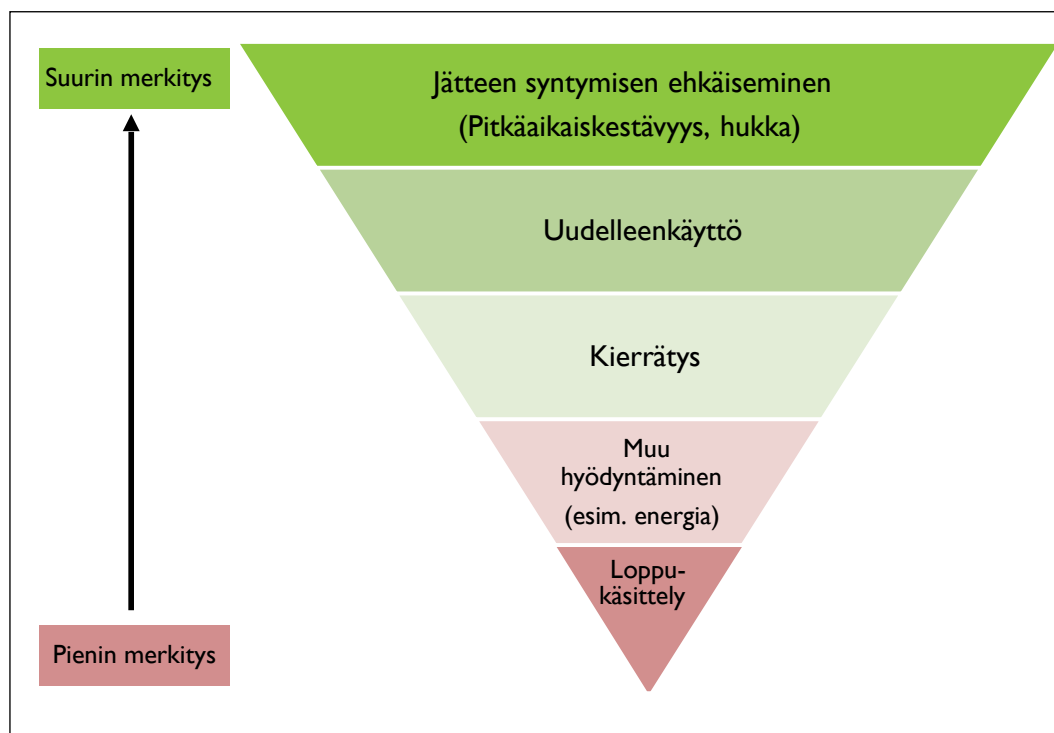 Suurin merkitys
Jätteen syntymisen ehkäiseminen
(Pitkäaikaiskestävyys, hukka)
Uudelleenkäyttö
Kierrätys
Muu
hyödyntäminen
(esim. energia)
Loppu-
käsittely
Pienin merkitys